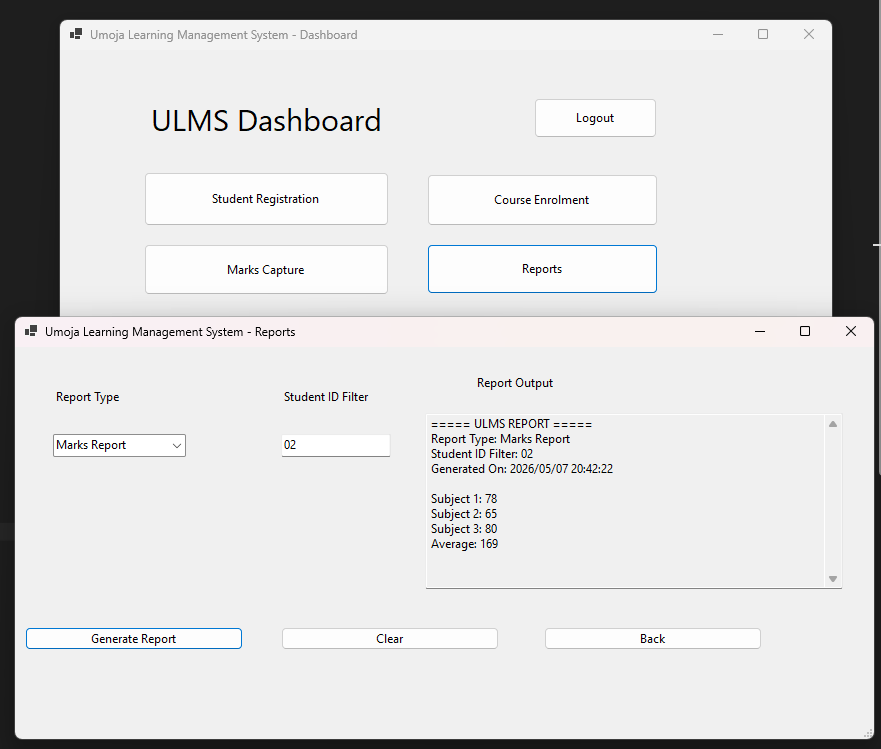 Umoja Learning Management System - Dashboard
ULMS Dashboard
Logout
Student Registration
Course Enrolment
Marks Capture
Reports
Umoja Learning Management System - Reports
Report Type
Student ID Filter
Report Output
Marks Report
02
===== ULMS REPORT =====
Report Type: Marks Report
Student ID Filter: 02
Generated On: 2026/05/07 20:42:22
Subject 1: 78
Subject 2: 65
Subject 3: 80
Average: 169
Generate Report
Clear
Back